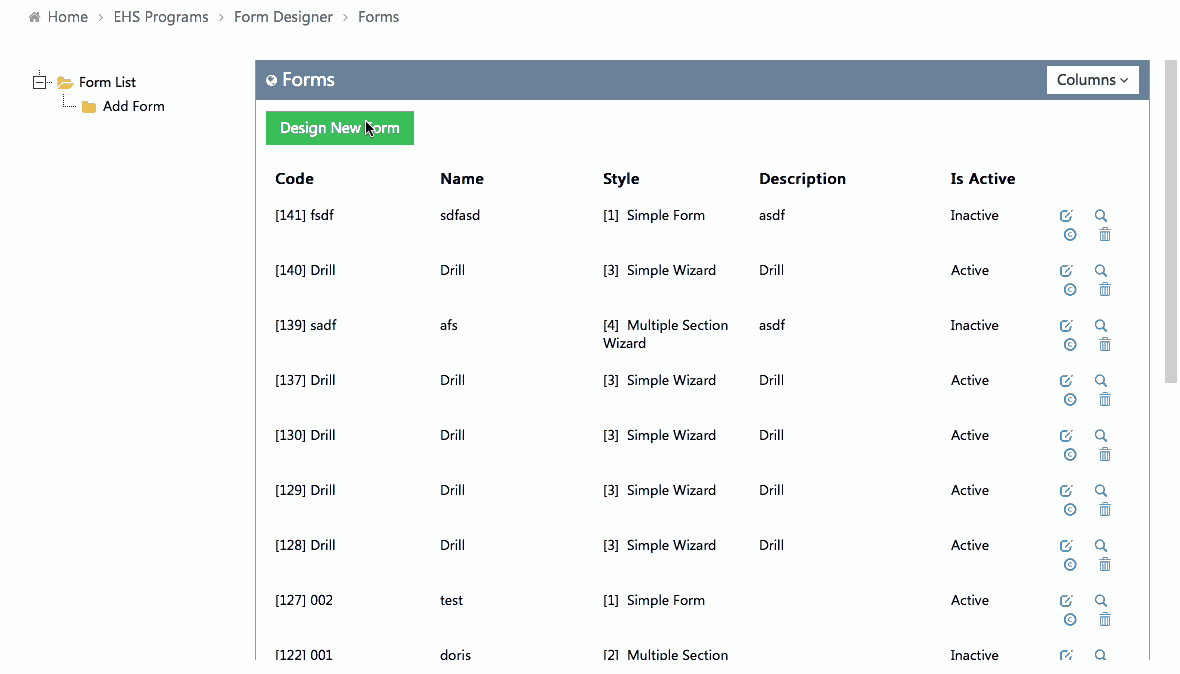 Home > EHS Programs > Form Designer > Forms
Form List
Add Form
Forms
Columns
Design New Form
Code Name Style Description Is Active
[141] fsdf sdfasd [1] Simple Form asdf Inactive
[140] Drill Drill [3] Simple Wizard Drill Active
[139] sadf afs [4] Multiple Section asdf Inactive
Wizard
[137] Drill Drill [3] Simple Wizard Drill Active
[130] Drill Drill [3] Simple Wizard Drill Active
[129] Drill Drill [3] Simple Wizard Drill Active
[128] Drill Drill [3] Simple Wizard Drill Active
[127] 002 test [1] Simple Form Active
[122] 001 doris [2] Multiple Section Inactive